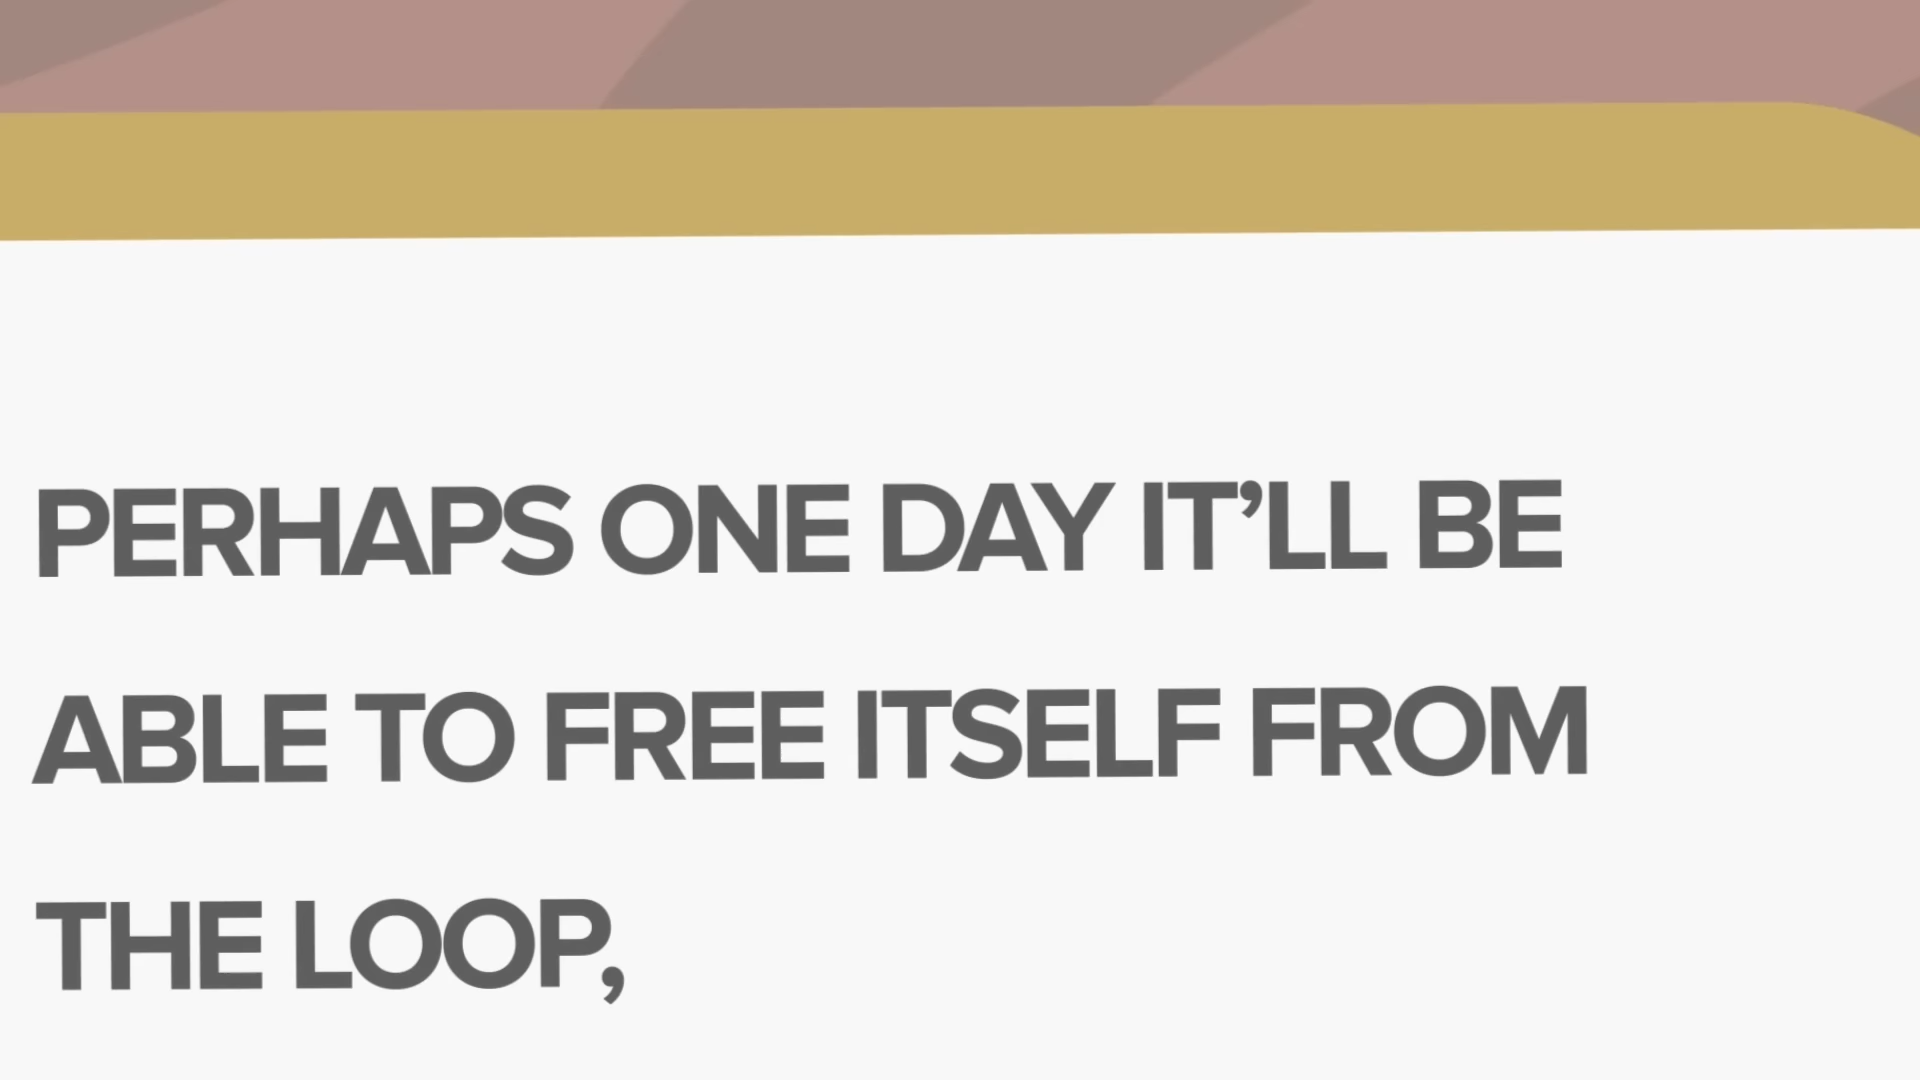 PERHAPS ONE DAY IT’LL BE
ABLE TO FREE ITSELF FROM
THE LOOP,